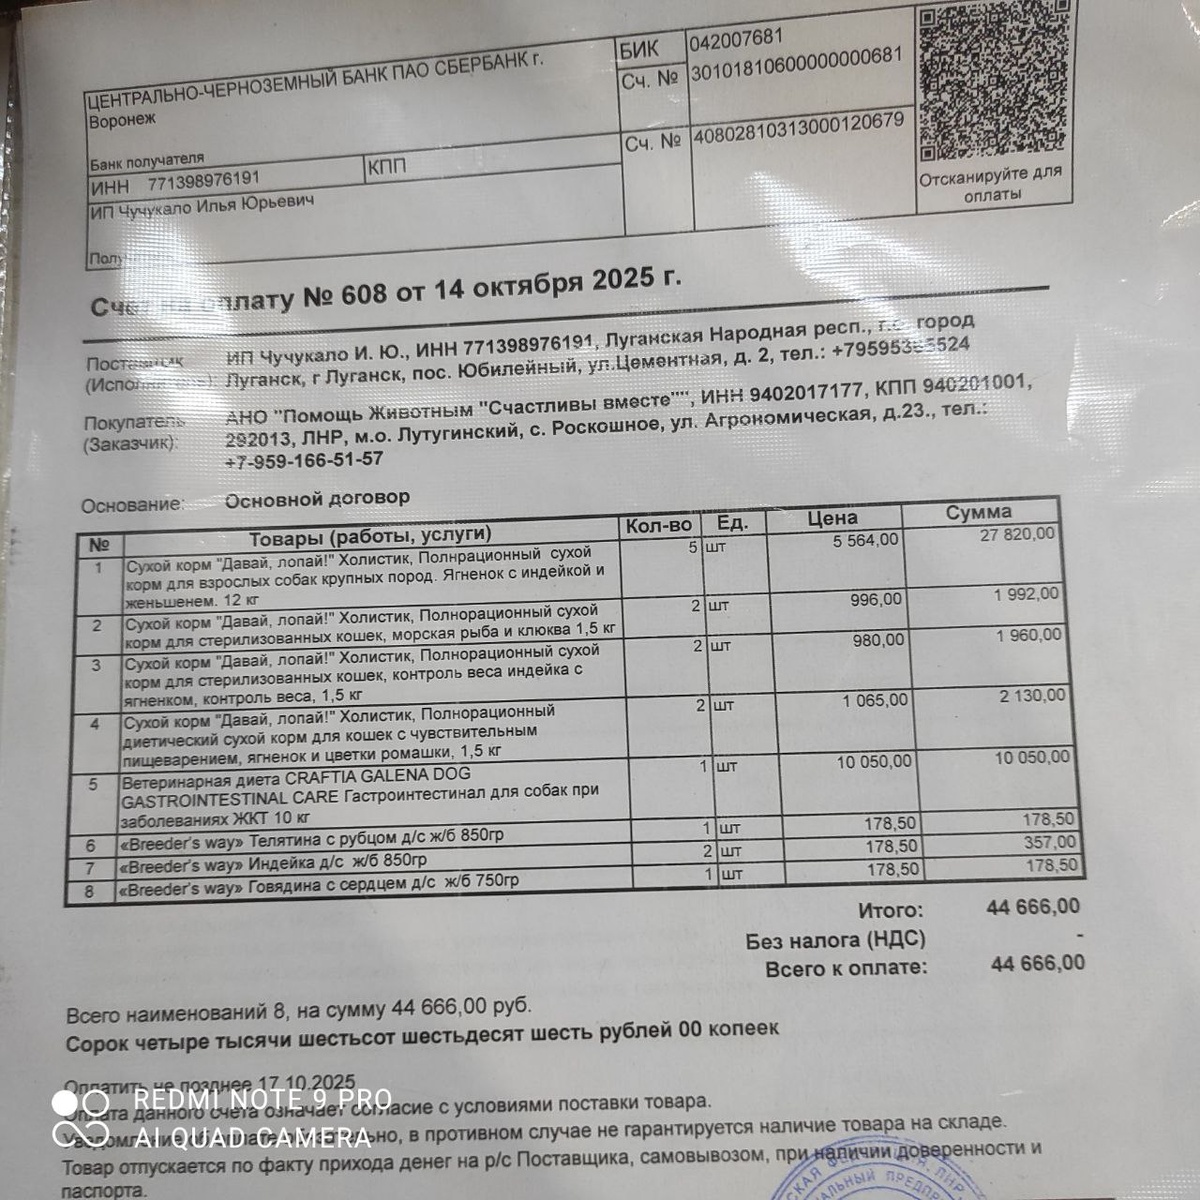 ЦЕНТРАЛЬНО-ЧЕРНОЗЕМНЫЙ БАНК ПАО СБЕРБАНК г.
Воронеж
Банк получателя
БИК 042007681
Сч. № 30101810600000000681
ИНН 771398976191 КПП
Сч. № 40802810313000120679
ИП Чучукало Илья Юрьевич
Отсканируйте для
оплаты
Счет на оплату № 608 от 14 октября 2025 г.
Поставщик ИП Чучукало И. Ю., ИНН 771398976191, Луганская Народная респ., г.о. город
Луганск, г Луганск, пос. Юбилейный, ул.Цементная, д. 2, тел.:
Покупатель АНО "Помощь Животным "Счастливы вместе"", ИНН 9402017177, КПП 940201001,
(Заказчик): 292013, ЛНР, м.о. Лутугинский, с. Роскошное, ул. Агрономическая, д.23., тел.:
+7-959-166-51-57
Основание: Основной договор
№ Товары (работы, услуги) Кол-во Ед. Цена Сумма
1 Сухой корм "Давай, лопай!" Холистик, Полнрационный сухой 5 шт 5 564,00 27 820,00
корм для взрослых собак крупных пород. Ягненок с индейкой и
женьшенем. 12 кг
2 Сухой корм "Давай, лопай!" Холистик, Полнорационный сухой 2 шт 996,00 1 992,00
корм для стерилизованных кошек, морская рыба и клюква 1,5 кг
3 Сухой корм "Давай, лопай!" Холистик, Полнорационный сухой 2 шт 980,00 1 960,00
корм для стерилизованных кошек, контроль веса индейка с
ягненком, контроль веса, 1,5 кг
4 Сухой корм "Давай, лопай!" Холистик, Полнорационный 2 шт 1 065,00 2 130,00
диетический сухой корм для кошек с чувствительным
пищеварением, ягненок и цветки ромашки, 1,5 кг
5 Ветеринарная диета CRAFTIA GALENA DOG 1 шт 10 050,00 10 050,00
GASTROINTESTINAL CARE Гастроинтестинал для собак при
заболеваниях ЖКТ 10 кг
6 «Breeder's way» Телятина с рубцом д/с ж/б 850гр 1 шт 178,50 178,50
7 «Breeder's way» Индейка д/с ж/б 850гр 2 шт 178,50 357,00
8 «Breeder's way» Говядина с сердцем д/с ж/б 750гр 1 шт 178,50 178,50
Итого: 44 666,00
Без налога (НДС) -
Всего к оплате: 44 666,00
Всего наименований 8, на сумму 44 666,00 руб.
Сорок четыре тысячи шестьсот шестьдесят шесть рублей 00 копеек
Оплатить не позднее 17.10.2025
REDMI NOTE 9 PRO
Оплата данного счета означает согласие с условиями поставки товара.
AI QUAD CAMERA
Уведомление об оплате обязательно, в противном случае не гарантируется наличие товара на складе.
Товар отпускается по факту прихода денег на р/с Поставщика, самовывозом, при наличии доверенности и
паспорта.